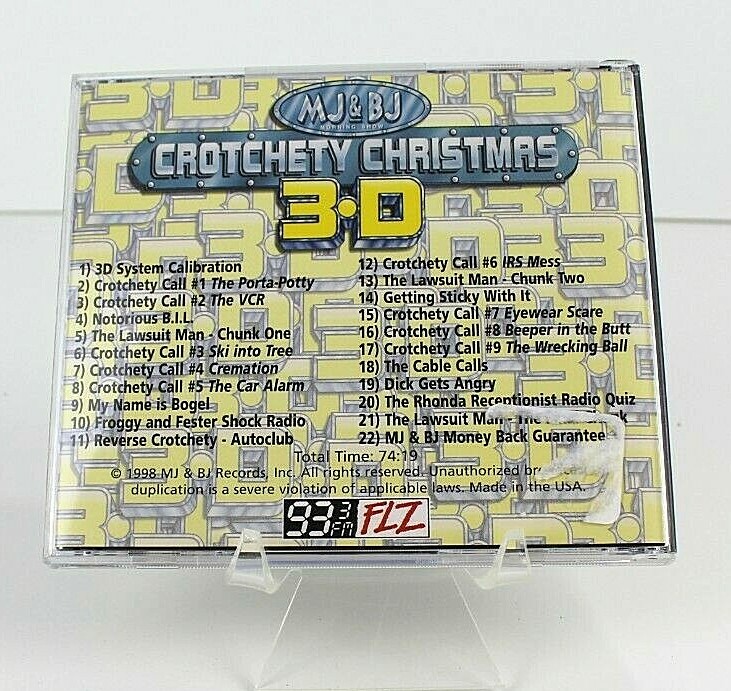 MJ & BJ
MORNING SHOW
CROTCHETY CHRISTMAS
3-D
1) 3D System Calibration
2) Crotchety Call #1 The Porta-Potty
3) Crotchety Call #2 The VCR
4) Notorious B.I.L.
5) The Lawsuit Man - Chunk One
6) Crotchety Call #3 Ski into Tree
7) Crotchety Call #4 Cremation
8) Crotchety Call #5 The Car Alarm
9) My Name is Bogel
10) Froggy and Fester Shock Radio
11) Reverse Crotchety - Autoclub
12) Crotchety Call #6 IRS Mess
13) The Lawsuit Man - Chunk Two
14) Getting Sticky With It
15) Crotchety Call #7 Eyewear Scare
16) Crotchety Call #8 Beeper in the Butt
17) Crotchety Call #9 The Wrecking Ball
18) The Cable Calls
19) Dick Gets Angry
20) The Rhonda Receptionist Radio Quiz
21) The Lawsuit Man - The
22) MJ & BJ Money Back Guarantee
Total Time: 74:19
© 1998 MJ & BJ Records, Inc. All rights reserved. Unauthorized
duplication is a severe violation of applicable laws. Made in the USA.
93 3 FM FLZ